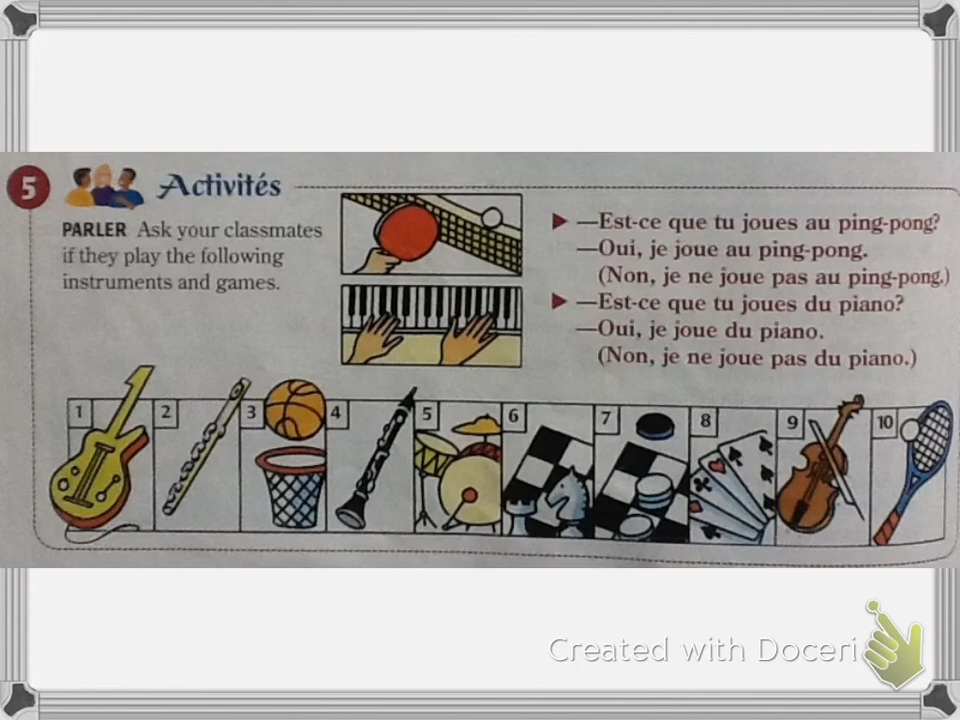 5 Activités
PARLER Ask your classmates
if they play the following
instruments and games.
▶ —Est-ce que tu joues au ping-pong?
—Oui, je joue au ping-pong.
(Non, je ne joue pas au ping-pong.)
▶ —Est-ce que tu joues du piano?
—Oui, je joue du piano.
(Non, je ne joue pas du piano.)
1 2 3 4 5 6 7 8 9 10
Created with Doceri